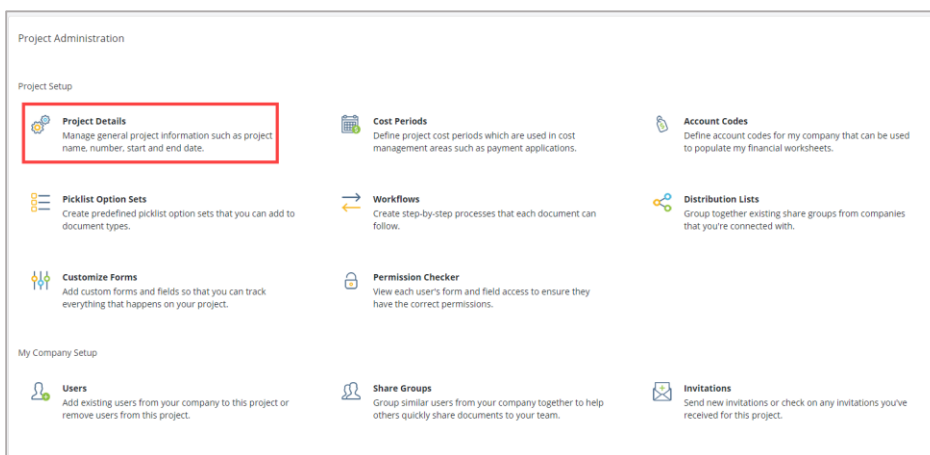 Project Administration
Project Setup
Project Details
Manage general project information such as project
name, number, start and end date.
Cost Periods
Define project cost periods which are used in cost
management areas such as payment applications.
Account Codes
Define account codes for my company that can be used
to populate my financial worksheets.
Picklist Option Sets
Create predefined picklist option sets that you can add to
document types.
Workflows
Create step-by-step processes that each document can
follow.
Distribution Lists
Group together existing share groups from companies
that you're connected with.
Customize Forms
Add custom forms and fields so that you can track
everything that happens on your project.
Permission Checker
View each user's form and field access to ensure they
have the correct permissions.
My Company Setup
Users
Add existing users from your company to this project or
remove users from this project.
Share Groups
Group similar users from your company together to help
others quickly share documents to your team.
Invitations
Send new invitations or check on any invitations you've
received for this project.